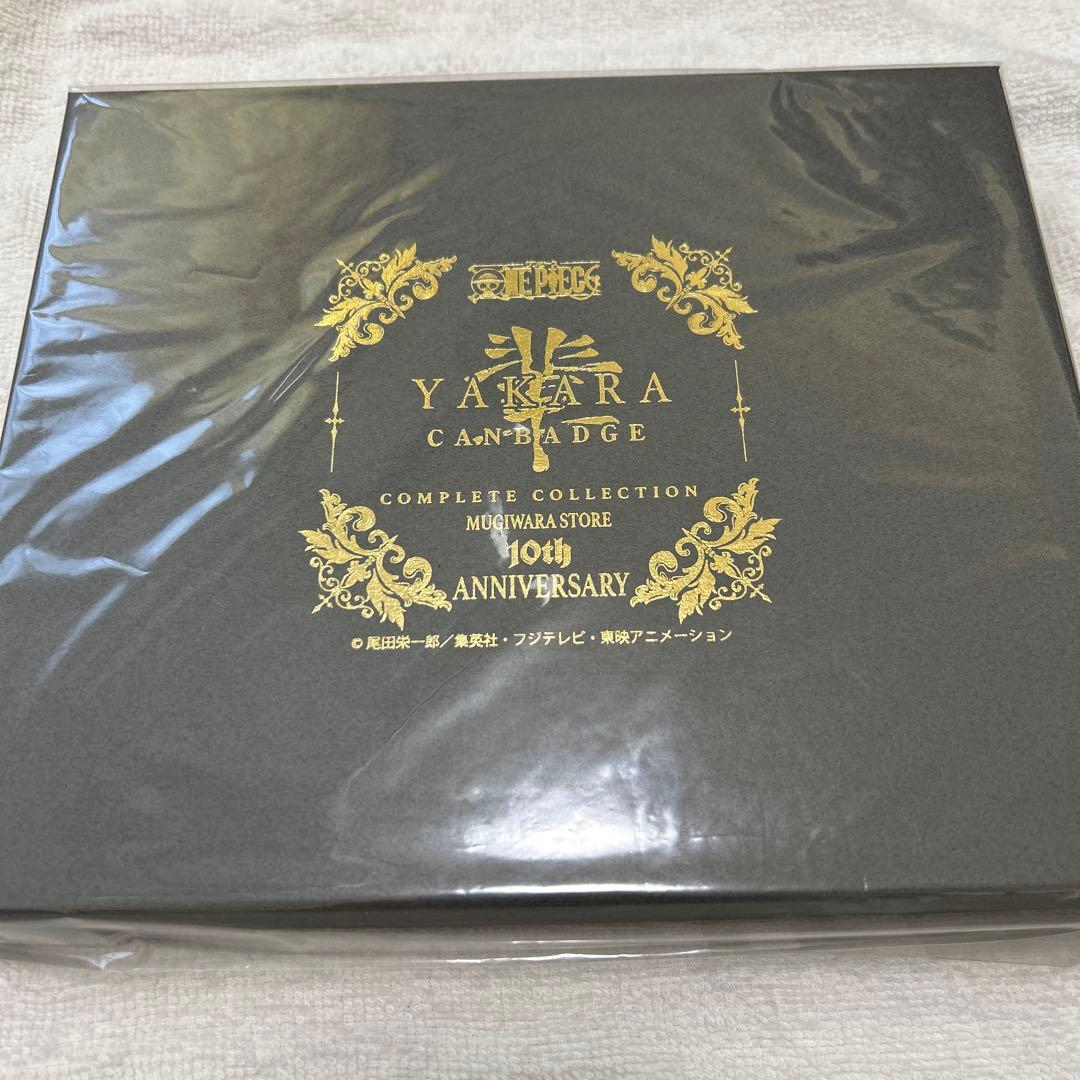 ONE PIECE
輩
YAKARA
CANBADGE
COMPLETE COLLECTION
MUGIWARA STORE
10th
ANNIVERSARY
© 尾田栄一郎／集英社・フジテレビ・東映アニメーション